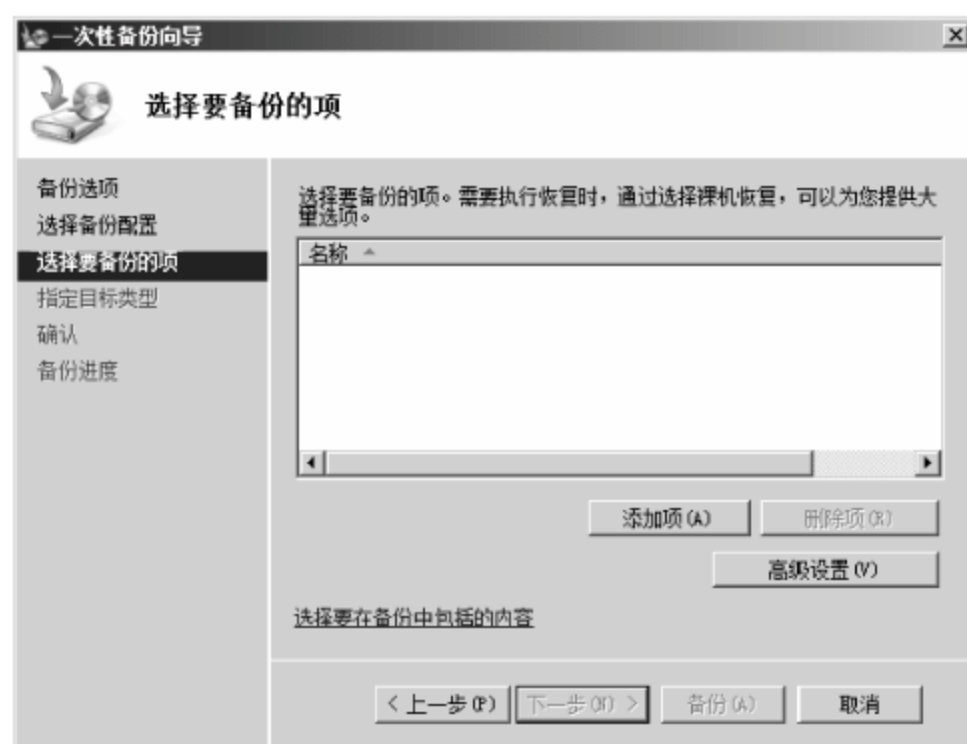 一次性备份向导
选择要备份的项
备份选项
选择备份配置
选择要备份的项
指定目标类型
确认
备份进度
选择要备份的项。需要执行恢复时，通过选择裸机恢复，可以为您提供大
量选项。
名称
添加项(A)
删除项(R)
高级设置(V)
选择要在备份中包括的内容
< 上一步(P)
下一步(N) >
备份(A)
取消